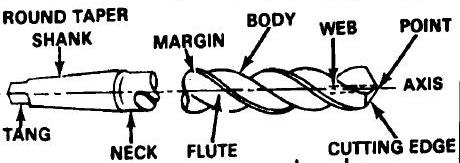 ROUND TAPER
SHANK
MARGIN
BODY
WEB
POINT
AXIS
TANG
NECK
FLUTE
CUTTING EDGE